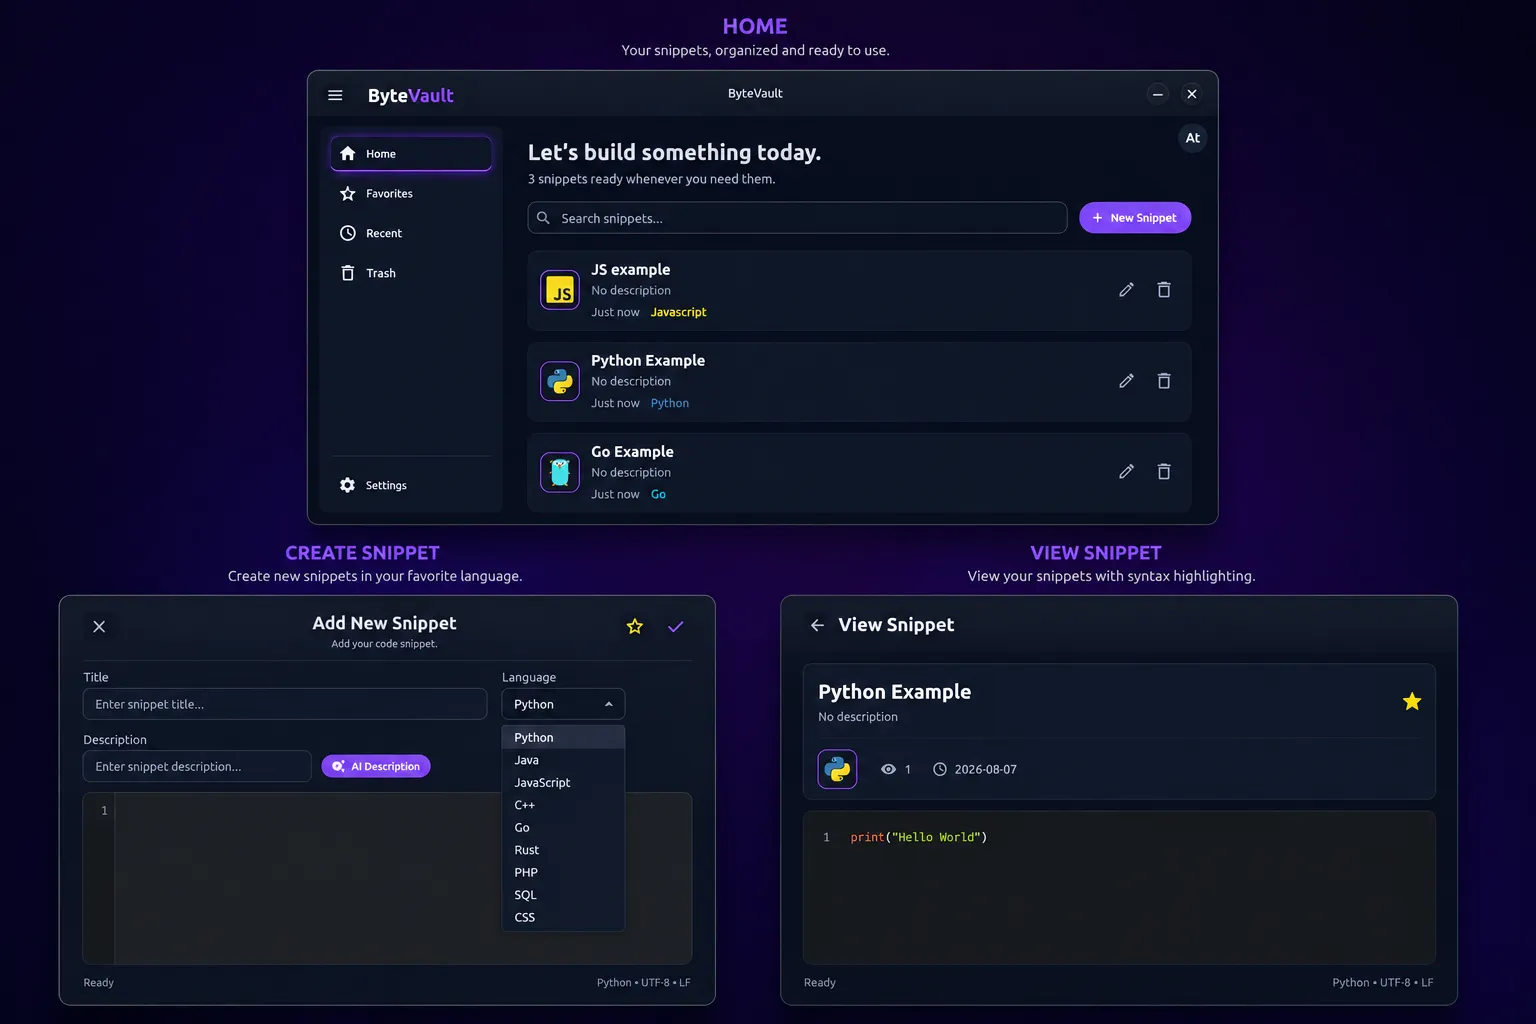 HOME
Your snippets, organized and ready to use.
ByteVault
ByteVault
At
Home
Favorites
Recent
Trash
Settings
Let's build something today.
3 snippets ready whenever you need them.
Search snippets...
+ New Snippet
JS
JS example
No description
Just now Javascript
Python Example
No description
Just now Python
Go Example
No description
Just now Go
CREATE SNIPPET
Create new snippets in your favorite language.
Add New Snippet
Add your code snippet.
Title
Enter snippet title...
Language
Python
Python
Java
JavaScript
C++
Go
Rust
PHP
SQL
CSS
Description
Enter snippet description...
AI Description
1
Ready
Python • UTF-8 • LF
VIEW SNIPPET
View your snippets with syntax highlighting.
View Snippet
Python Example
No description
1 2026-08-07
1 print("Hello World")
Ready
Python • UTF-8 • LF